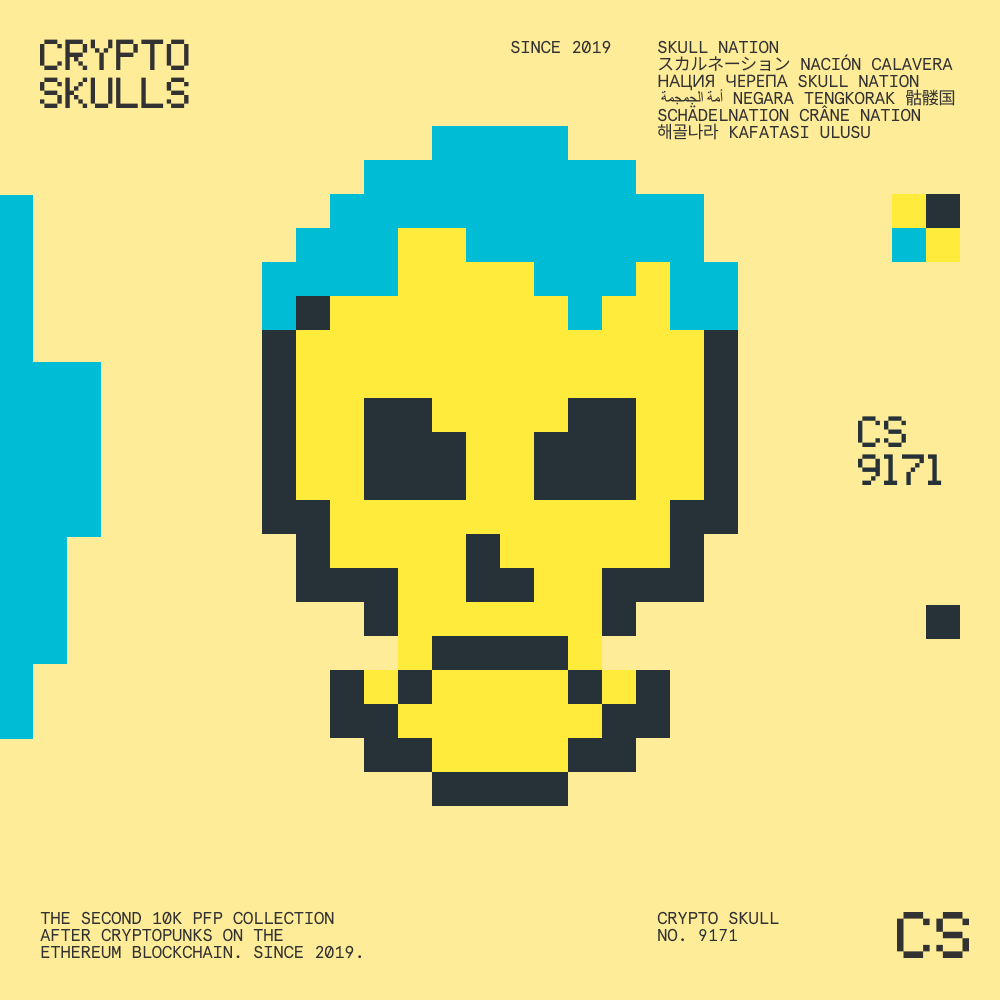 CRYPTO
SKULLS
SINCE 2019
SKULL NATION
スカルネーション NACIÓN CALAVERA
НАЦИЯ ЧЕРЕПА SKULL NATION
أمة الجمجمة NEGARA TENGKORAK 骷髅国
SCHÄDELNATION CRÂNE NATION
해골나라 KAFATASI ULUSU
CS
9171
THE SECOND 10K PFP COLLECTION
AFTER CRYPTOPUNKS ON THE
ETHEREUM BLOCKCHAIN. SINCE 2019.
CRYPTO SKULL
NO. 9171
CS